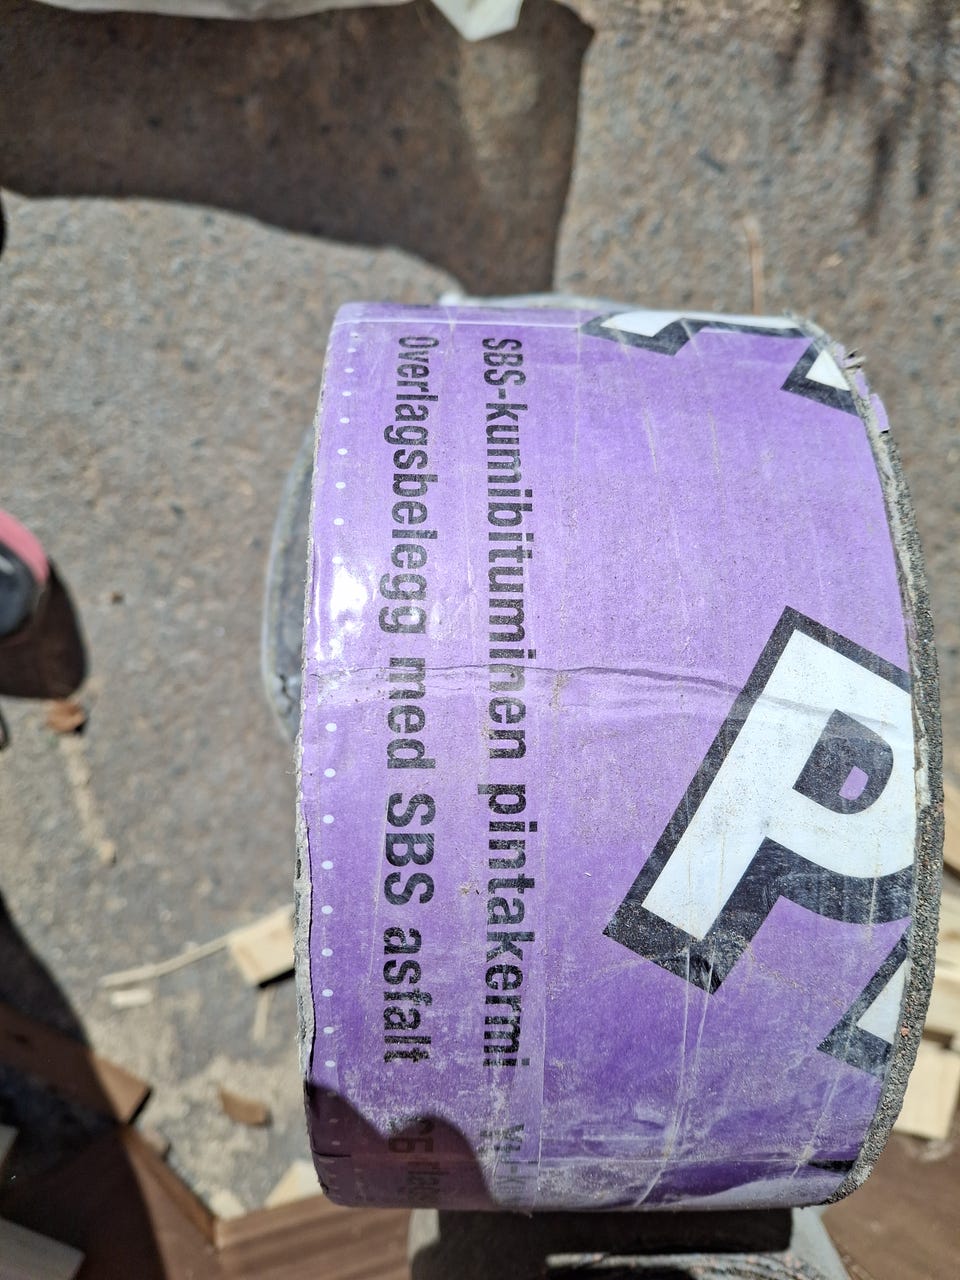 SBS-kumibituminen pintakermi
Overlagsbelegg med SBS asfalt
P